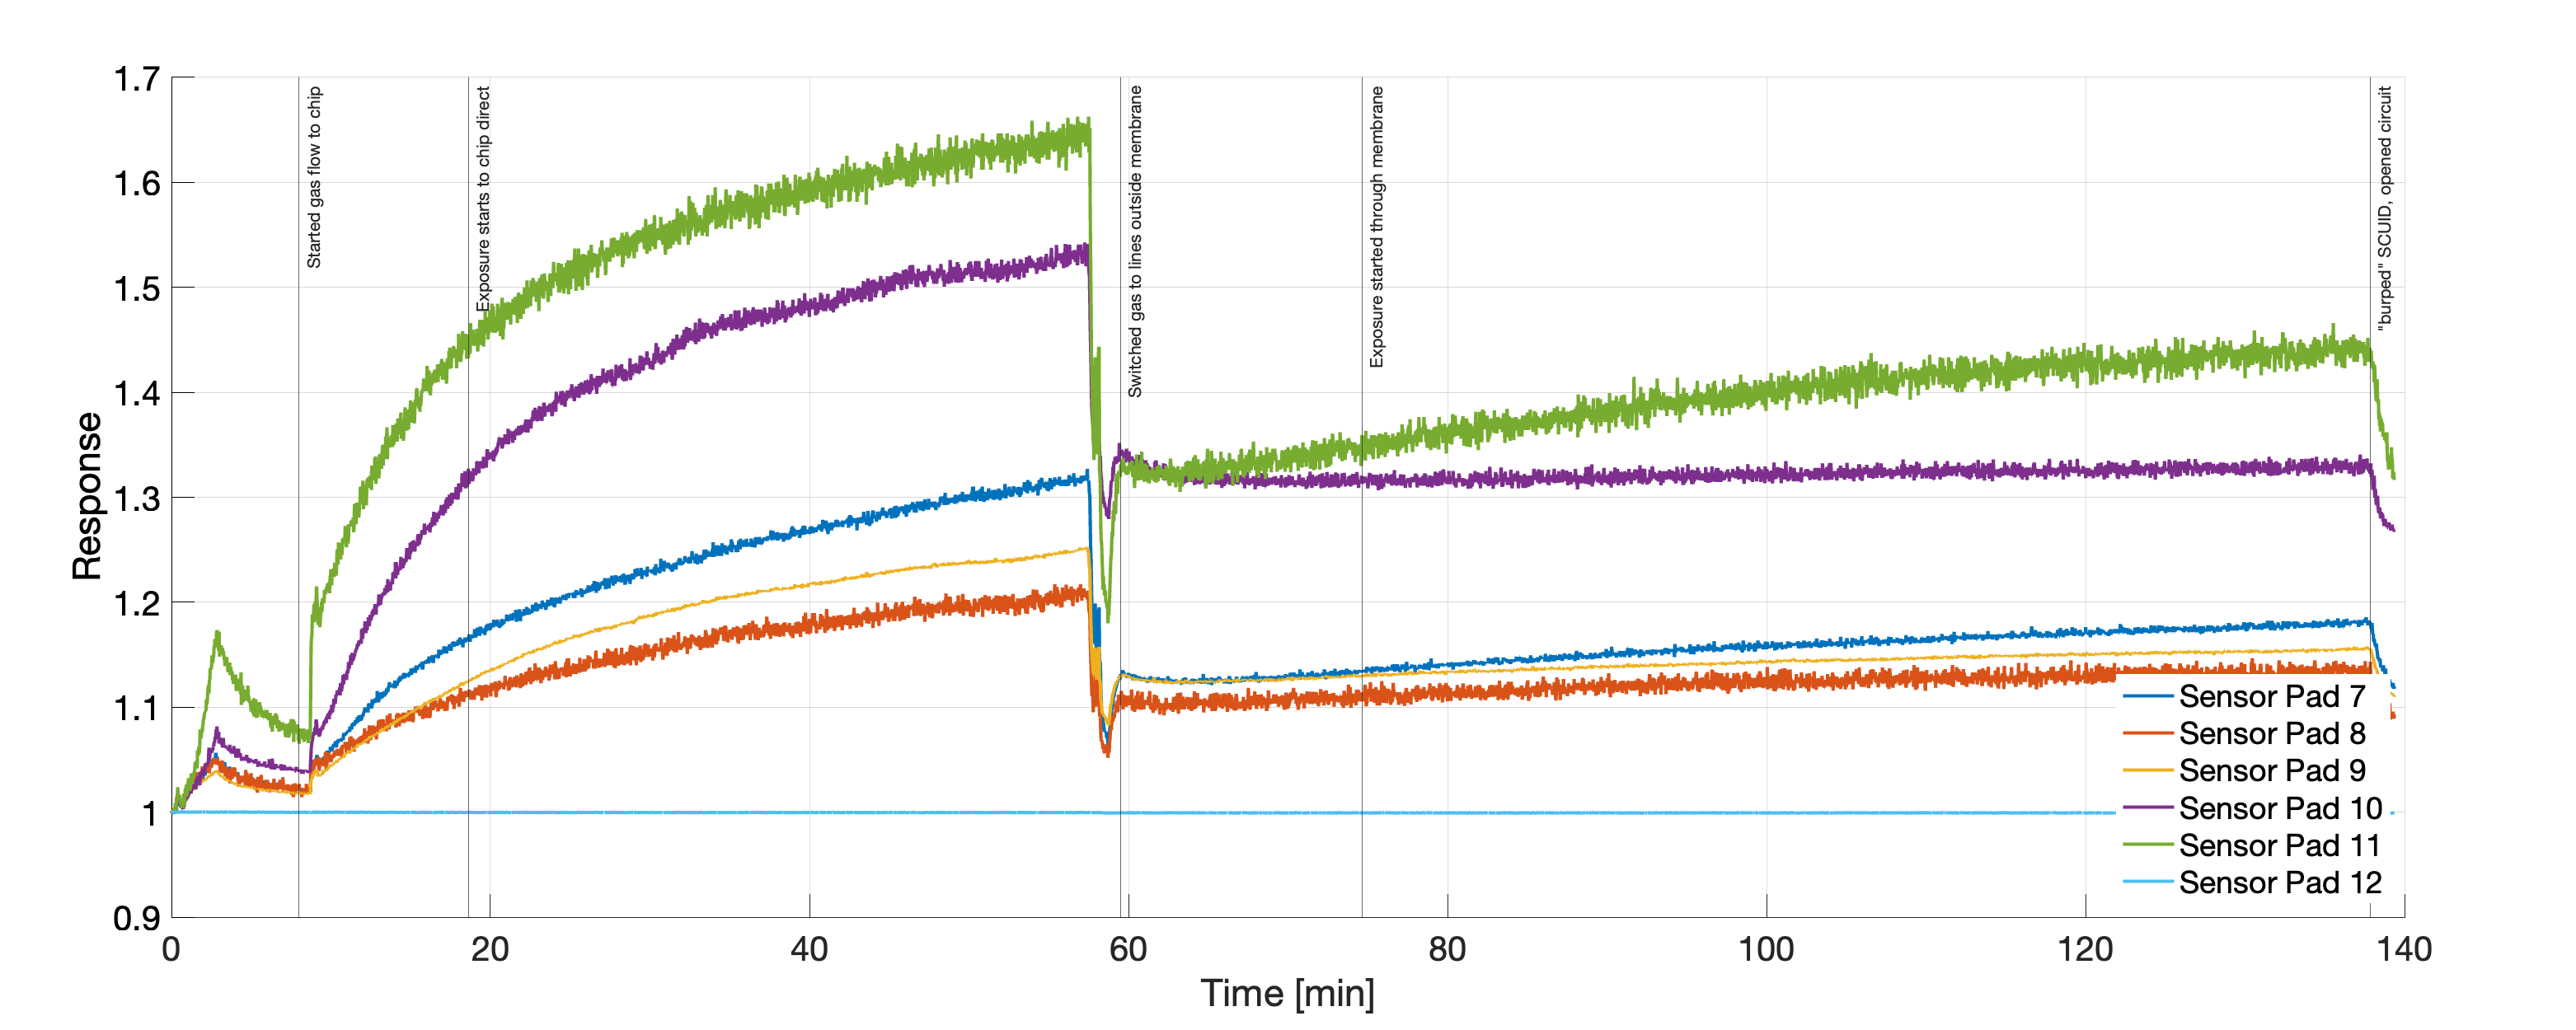 1.7
1.6
1.5
1.4
1.3
1.2
1.1
1
0.9
Response
Started gas flow to chip
Exposure starts to chip direct
Switched gas to lines outside membrane
Exposure started through membrane
"burped" SCUID, opened circuit
Sensor Pad 7
Sensor Pad 8
Sensor Pad 9
Sensor Pad 10
Sensor Pad 11
Sensor Pad 12
0 20 40 60 80 100 120 140
Time [min]